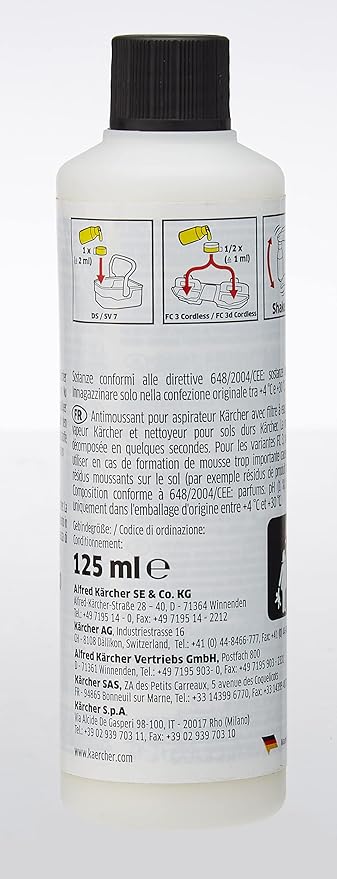 1 x
(≙ 2 ml)
DS / SV 7
1/2 x
(≙ 1 ml)
FC 3 Cordless / FC 3d Cordless
Shake
Sostanze conformi alle direttive 648/2004/CEE: sostanze
immagazzinare solo nella confezione originale tra +4 °C e +30
FR Antimoussant pour aspirateur Kärcher avec filtre à
vapeur Kärcher et nettoyeur pour sols durs Kärcher. La
décomposée en quelques secondes. Pour les variantes FC 3,
utiliser en cas de formation de mousse trop importante
résidus moussants sur le sol (par exemple résidus de
Composition conforme à 648/2004/CEE: parfums. pH
uniquement dans l'emballage d'origine entre +4°C et +30 °C
Gebindegröße: / Codice di ordinazione:
Conditionnement:
125 ml ℮
Alfred Kärcher SE & Co. KG
Alfred-Kärcher-Straße 28 – 40, D - 71364 Winnenden
Tel.:+49 7195 14 - 0, Fax: +49 7195 14 - 2212
Kärcher AG, Industriestrasse 16
CH - 8108 Dällikon, Switzerland, Tel.: +41 (0) 44-8466-777, Fax: +41 (0)
Alfred Kärcher Vertriebs GmbH, Postfach 800
D - 71361 Winnenden, Tel.: +49 7195 903- 0, Fax: +49 7195 903 -
Kärcher SAS, ZA des Petits Carreaux, 5 avenue des Coquelicots
FR - 94865 Bonneuil sur Marne, Tel.: +33 14399 6770, Fax: +33
Kärcher S.p.A.
Via Alcide De Gasperi 98-100, IT - 20017 Rho (Milano)
Tel.: +39 02 939 703 11, Fax: +39 02 939 703 10
www.kaercher.com